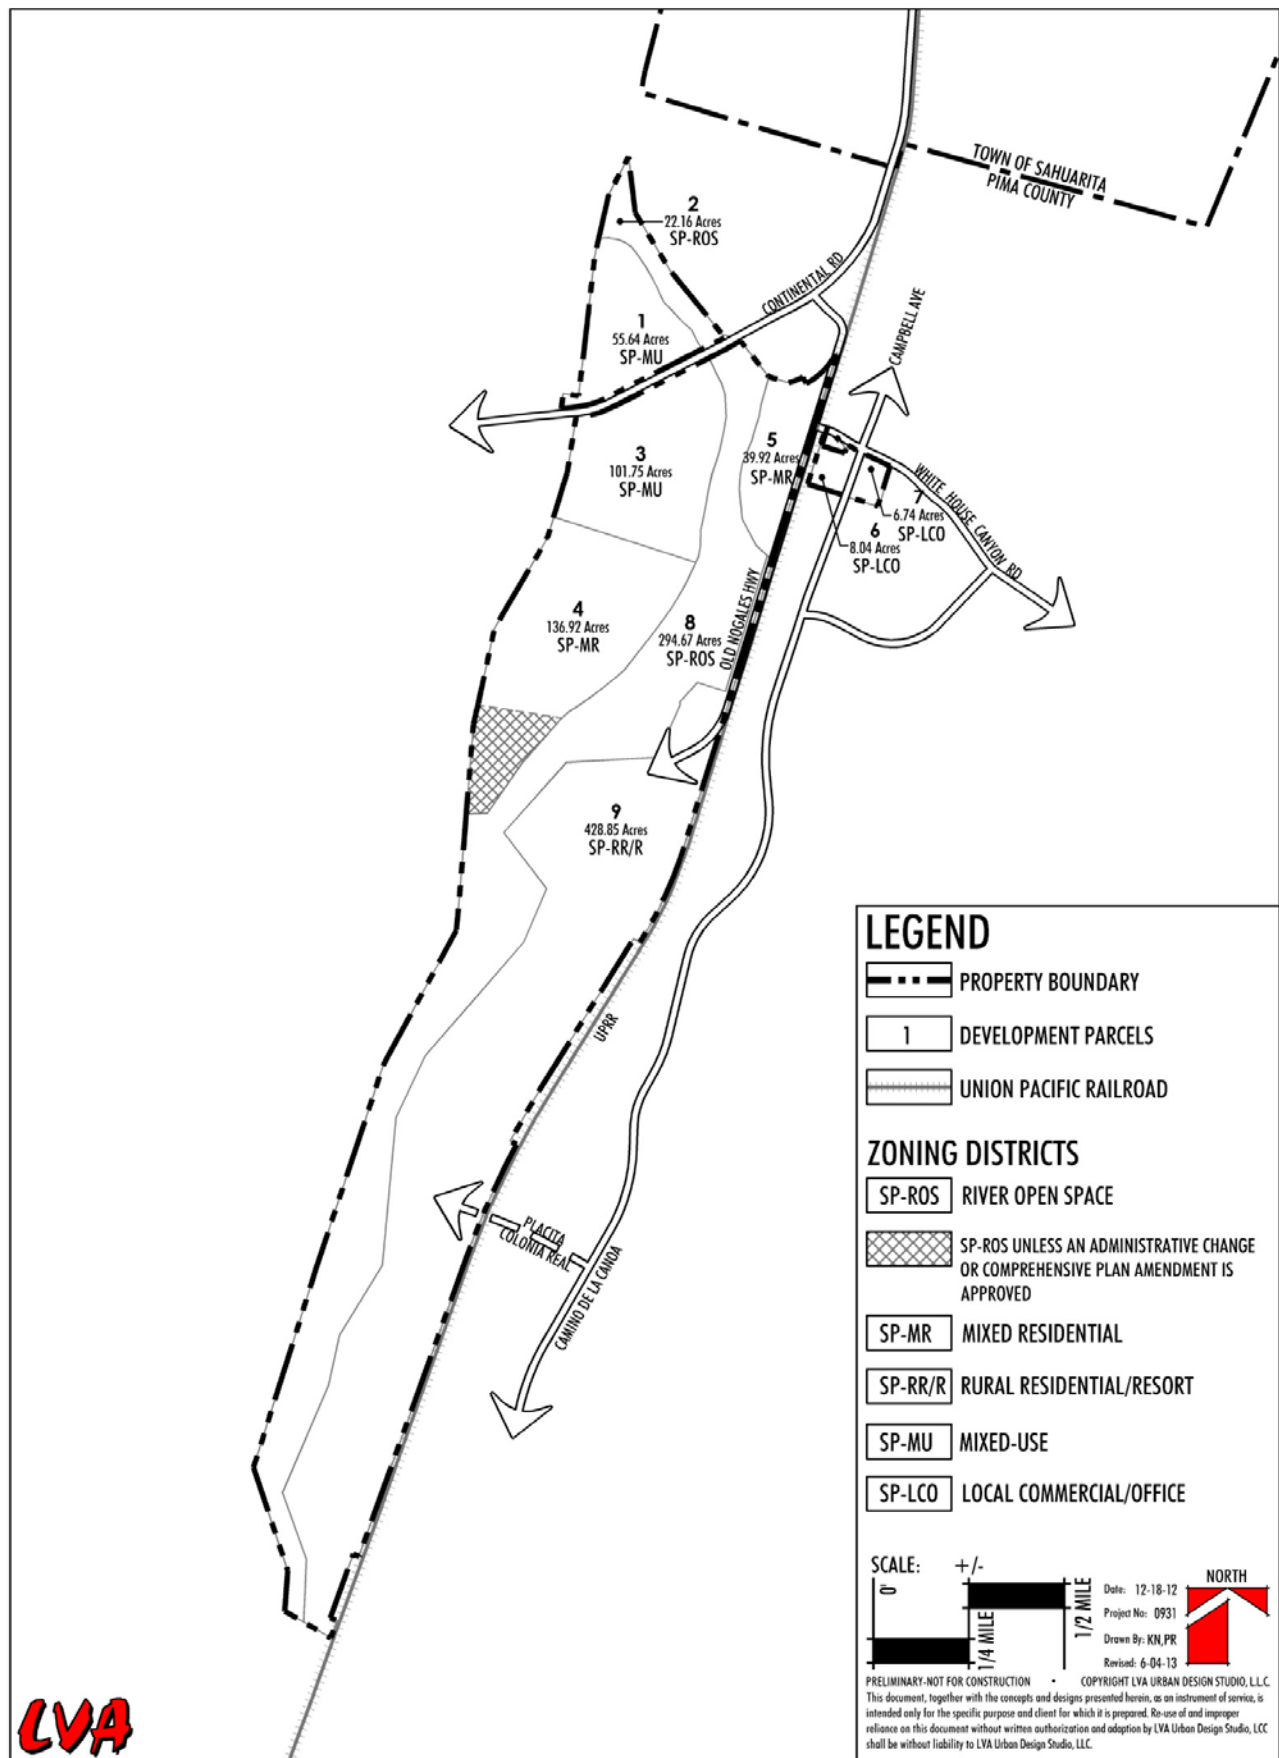 TOWN OF SAHUARITA
PIMA COUNTY
2
22.16 Acres
SP-ROS
CONTINENTAL RD
CAMPBELL AVE
1
55.64 Acres
SP-MU
3
101.75 Acres
SP-MU
5
39.92 Acres
SP-MR
WHITE HOUSE CANYON RD
7
6.74 Acres
SP-LCO
6
8.04 Acres
SP-LCO
OLD NOGALES HWY
4
136.92 Acres
SP-MR
8
294.67 Acres
SP-ROS
9
428.85 Acres
SP-RR/R
UPRR
PLACITA
COLONIA REAL
CAMINO DE LA CANOA
LEGEND
PROPERTY BOUNDARY
1 DEVELOPMENT PARCELS
UNION PACIFIC RAILROAD
ZONING DISTRICTS
SP-ROS RIVER OPEN SPACE
SP-ROS UNLESS AN ADMINISTRATIVE CHANGE
OR COMPREHENSIVE PLAN AMENDMENT IS
APPROVED
SP-MR MIXED RESIDENTIAL
SP-RR/R RURAL RESIDENTIAL/RESORT
SP-MU MIXED-USE
SP-LCO LOCAL COMMERCIAL/OFFICE
SCALE: +/-
0'
1/4 MILE
1/2 MILE
NORTH
Date: 12-18-12
Project No: 0931
Drawn By: KN,PR
Revised: 6-04-13
PRELIMINARY-NOT FOR CONSTRUCTION • COPYRIGHT LVA URBAN DESIGN STUDIO, L.L.C.
This document, together with the concepts and designs presented herein, as an instrument of service, is
intended only for the specific purpose and client for which it is prepared. Re-use of and improper
reliance on this document without written authorization and adaption by LVA Urban Design Studio, LCC
shall be without liability to LVA Urban Design Studio, LLC.
LVA